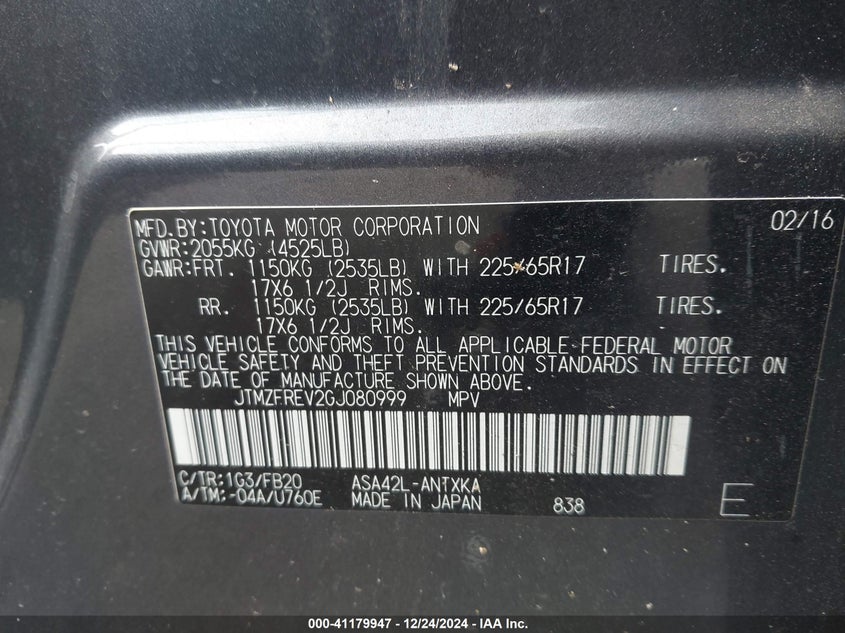 MFD.BY:TOYOTA MOTOR CORPORATION 02/16
GVWR:2055KG (4525LB)
GAWR:FRT. 1150KG (2535LB) WITH 225/65R17 TIRES.
17X6 1/2J RIMS.
RR. 1150KG (2535LB) WITH 225/65R17 TIRES.
17X6 1/2J RIMS.
THIS VEHICLE CONFORMS TO ALL APPLICABLE FEDERAL MOTOR
VEHICLE SAFETY AND THEFT PREVENTION STANDARDS IN EFFECT ON
THE DATE OF MANUFACTURE SHOWN ABOVE.
JTMZFREV2GJ080999 MPV
C/TR:1G3/FB20 ASA42L-ANTXKA
A/TM:-04A/U760E MADE IN JAPAN 838 E
000-41179947 - 12/24/2024 - IAA Inc.